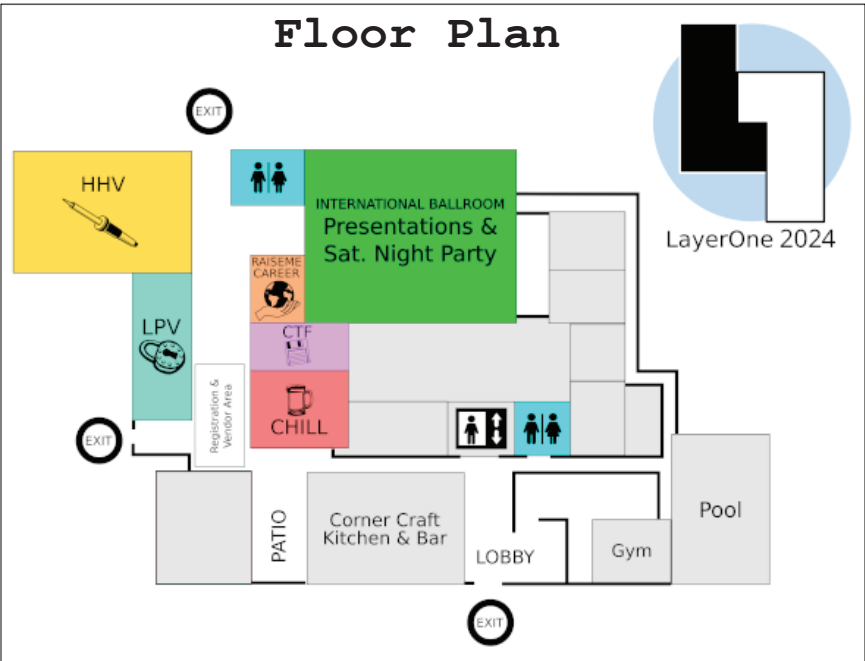 Floor Plan
EXIT
HHV
INTERNATIONAL BALLROOM
Presentations &
Sat. Night Party
LayerOne 2024
RAISEME
CAREER
LPV
CTF
Registration &
Vendor Area
CHILL
EXIT
PATIO
Corner Craft
Kitchen & Bar
LOBBY
Gym
Pool
EXIT